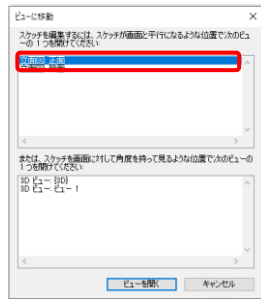 ビューに移動
スケッチを編集するには、スケッチが画面と平行になるような位置で次のビュ
ーの 1 つを開けてください:
立面図: 正面
または、スケッチを画面に対して角度を持って見るような位置で次のビューの
1 つを開けてください:
3D ビュー: {3D}
3D ビュー: ビュー 1
ビューを開く
キャンセル